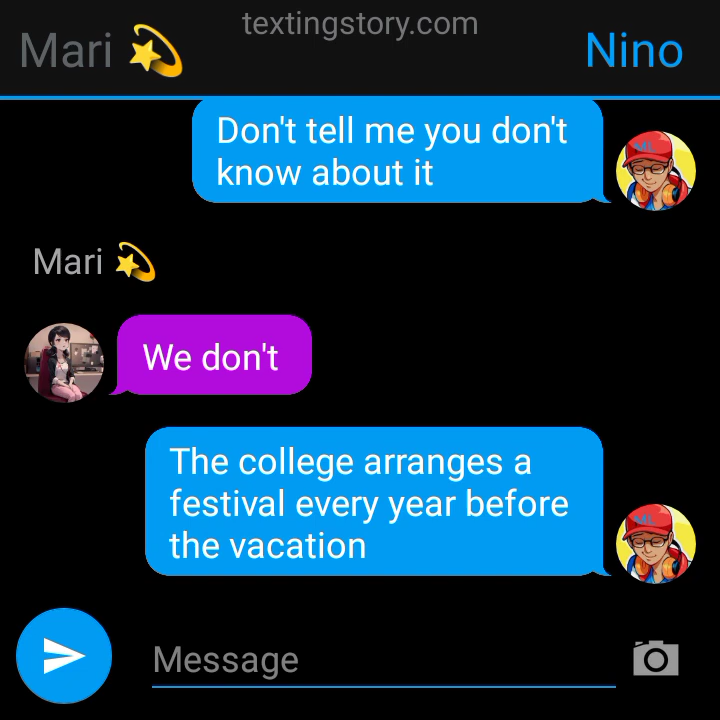 textingstory.com
Mari 💫
Nino
Don't tell me you don't
know about it
Mari 💫
We don't
The college arranges a
festival every year before
the vacation
Message